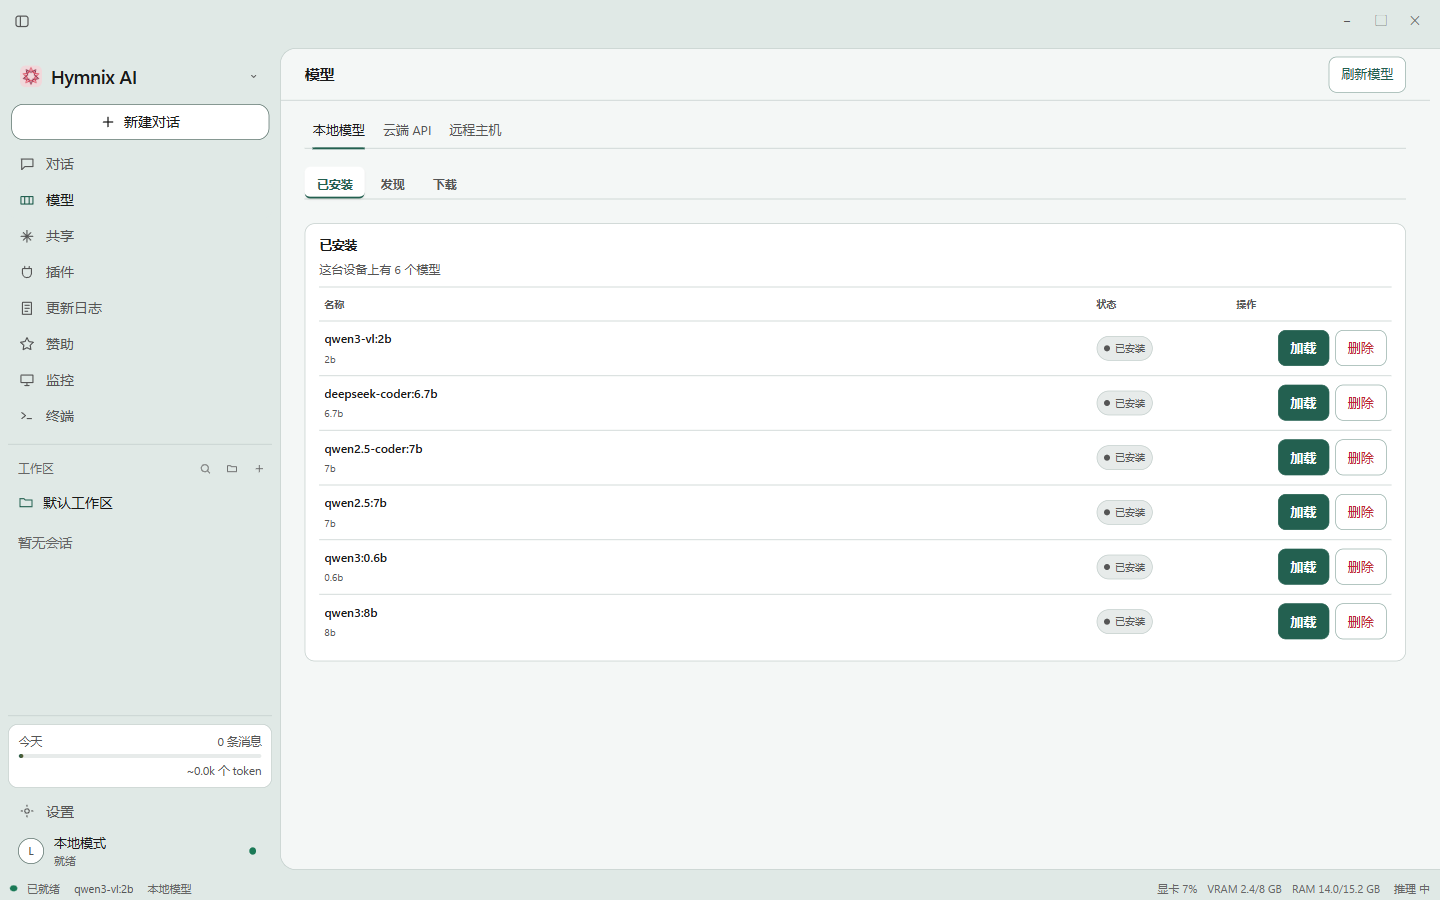 Hymnix AI
新建对话
对话
模型
共享
插件
更新日志
赞助
监控
终端
工作区
默认工作区
暂无会话
今天 0 条消息
~0.0k 个 token
设置
L
本地模式
就绪
模型
刷新模型
本地模型 云端 API 远程主机
已安装 发现 下载
已安装
这台设备上有 6 个模型
名称 状态 操作
qwen3-vl:2b
2b
已安装 加载 删除
deepseek-coder:6.7b
6.7b
已安装 加载 删除
qwen2.5-coder:7b
7b
已安装 加载 删除
qwen2.5:7b
7b
已安装 加载 删除
qwen3:0.6b
0.6b
已安装 加载 删除
qwen3:8b
8b
已安装 加载 删除
已就绪 qwen3-vl:2b 本地模型 显卡 7% VRAM 2.4/8 GB RAM 14.0/15.2 GB 推理 中